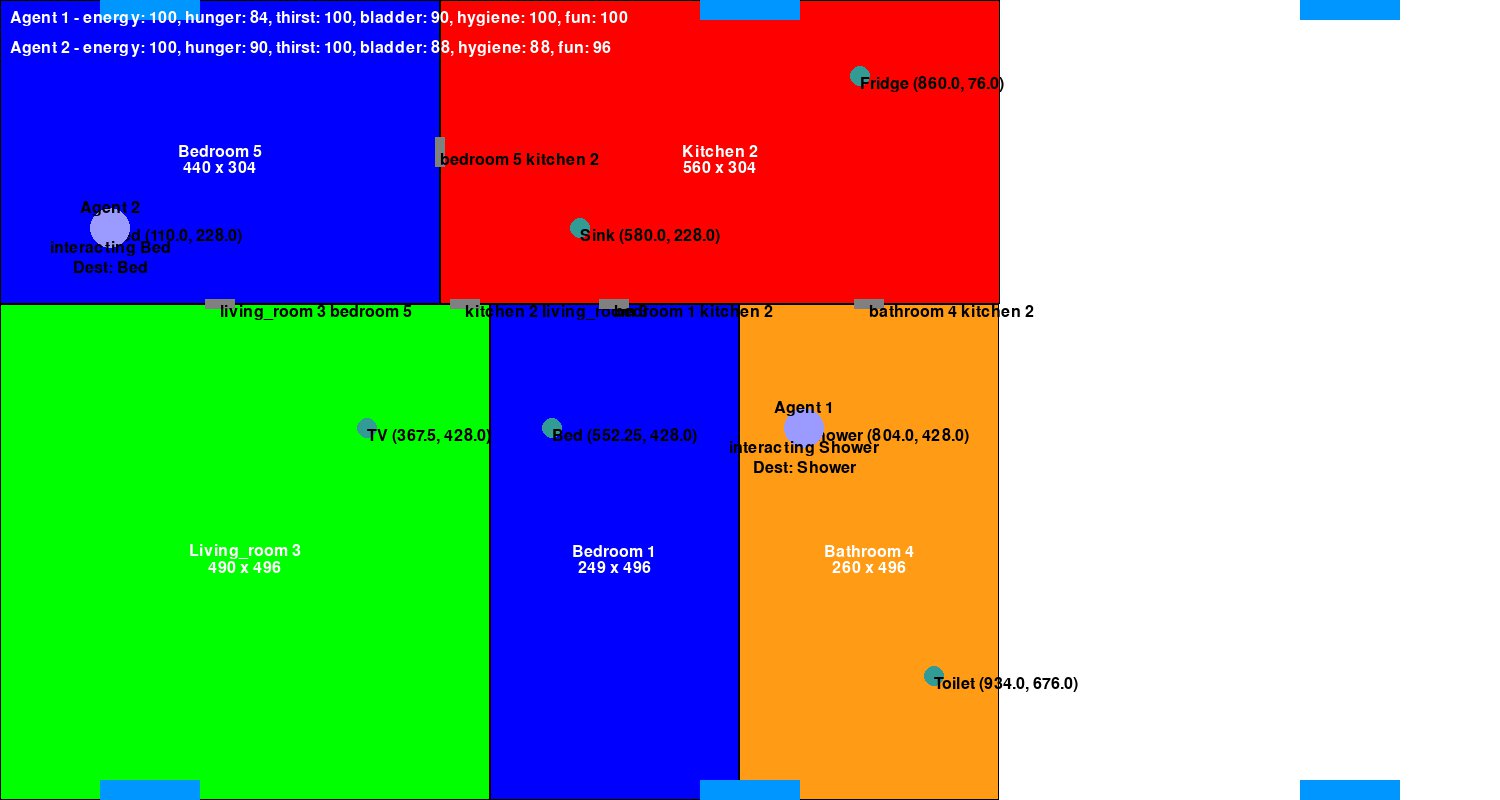 Agent 1 - energy: 100, hunger: 84, thirst: 100, bladder: 90, hygiene: 100, fun: 100
Agent 2 - energy: 100, hunger: 90, thirst: 100, bladder: 88, hygiene: 88, fun: 96
Fridge (860.0, 76.0)
Bedroom 5
440 x 304
Kitchen 2
560 x 304
bedroom 5 kitchen 2
Agent 2
(110.0, 228.0)
interacting Bed
Dest: Bed
Sink (580.0, 228.0)
living_room 3 bedroom 5
kitchen 2
bedroom 1 kitchen 2
bathroom 4 kitchen 2
Agent 1
TV (367.5, 428.0)
Bed (552.25, 428.0)
(804.0, 428.0)
interacting Shower
Dest: Shower
Living_room 3
490 x 496
Bedroom 1
249 x 496
Bathroom 4
260 x 496
Toilet (934.0, 676.0)